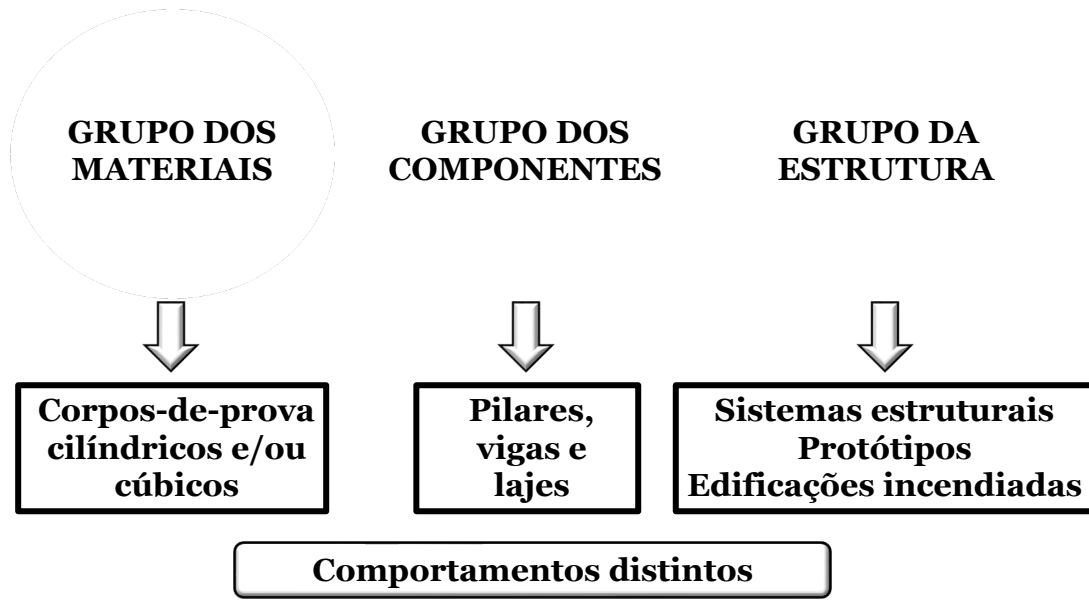 GRUPO DOS
MATERIAIS
GRUPO DOS
COMPONENTES
GRUPO DA
ESTRUTURA
Corpos-de-prova
cilíndricos e/ou
cúbicos
Pilares,
vigas e
lajes
Sistemas estruturais
Protótipos
Edificações incendiadas
Comportamentos distintos